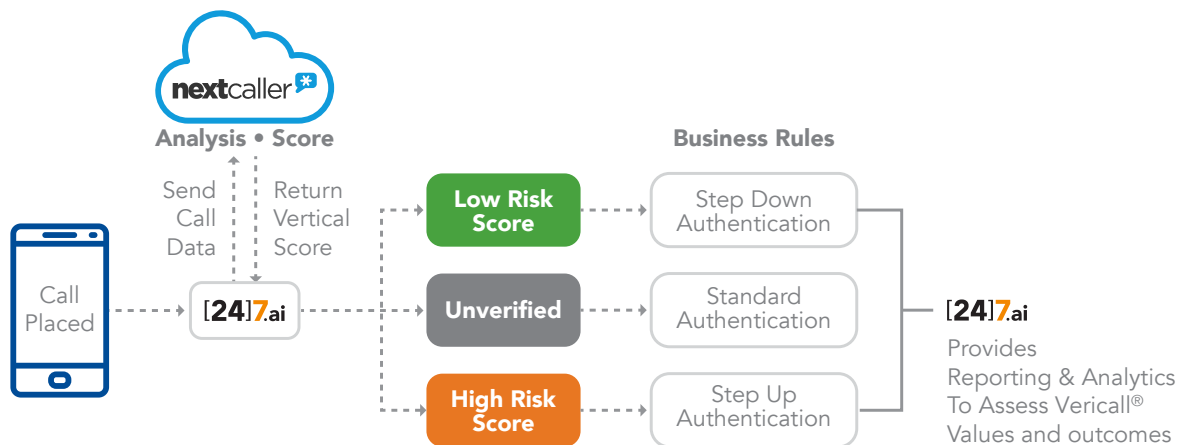 nextcaller
Analysis • Score
Business Rules
Send
Call
Data
Return
Vertical
Score
Call
Placed
[24]7.ai
Low Risk
Score
Step Down
Authentication
Unverified
Standard
Authentication
High Risk
Score
Step Up
Authentication
[24]7.ai
Provides
Reporting & Analytics
To Assess Vericall®
Values and outcomes